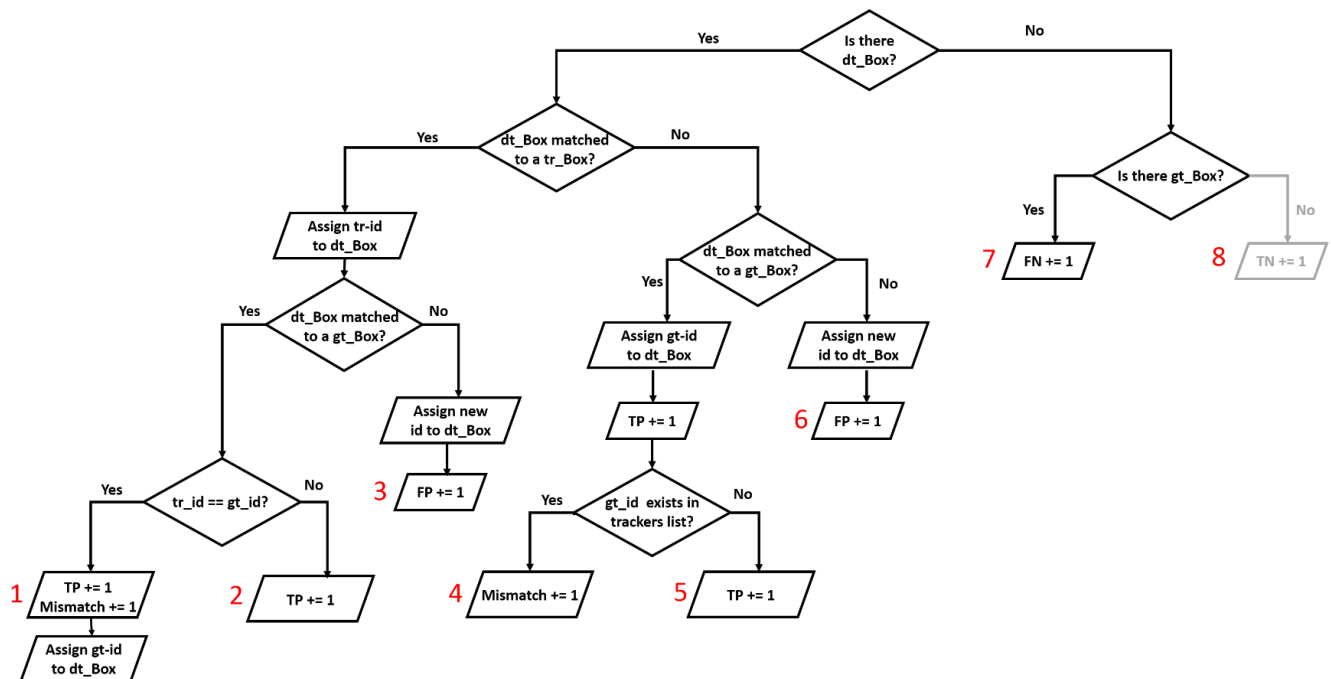 Yes
Is there
dt_Box?
No
Yes
dt_Box matched
to a tr_Box?
No
Is there gt_Box?
Yes
No
Assign tr-id
to dt_Box
dt_Box matched
to a gt_Box?
Yes
No
7
FN += 1
8
TN += 1
Yes
dt_Box matched
to a gt_Box?
No
Assign gt-id
to dt_Box
Assign new
id to dt_Box
Assign new
id to dt_Box
TP += 1
6
FP += 1
Yes
tr_id == gt_id?
No
3
FP += 1
Yes
gt_id exists in
trackers list?
No
1
TP += 1
Mismatch += 1
2
TP += 1
4
Mismatch += 1
5
TP += 1
Assign gt-id
to dt_Box